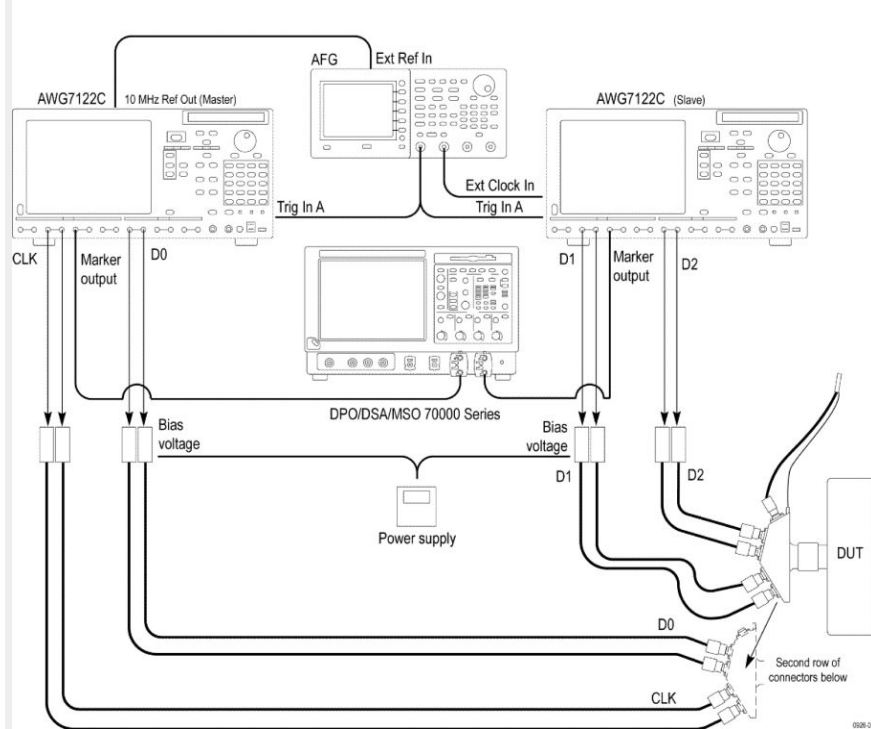 AFG
Ext Ref In
AWG7122C
10 MHz Ref Out (Master)
AWG7122C (Slave)
Ext Clock In
Trig In A
Trig In A
CLK
Marker
output
D0
D1
Marker
output
D2
DPO/DSA/MSO 70000 Series
Bias
voltage
Bias
voltage
D1
D2
Power supply
DUT
D0
Second row of
connectors below
CLK